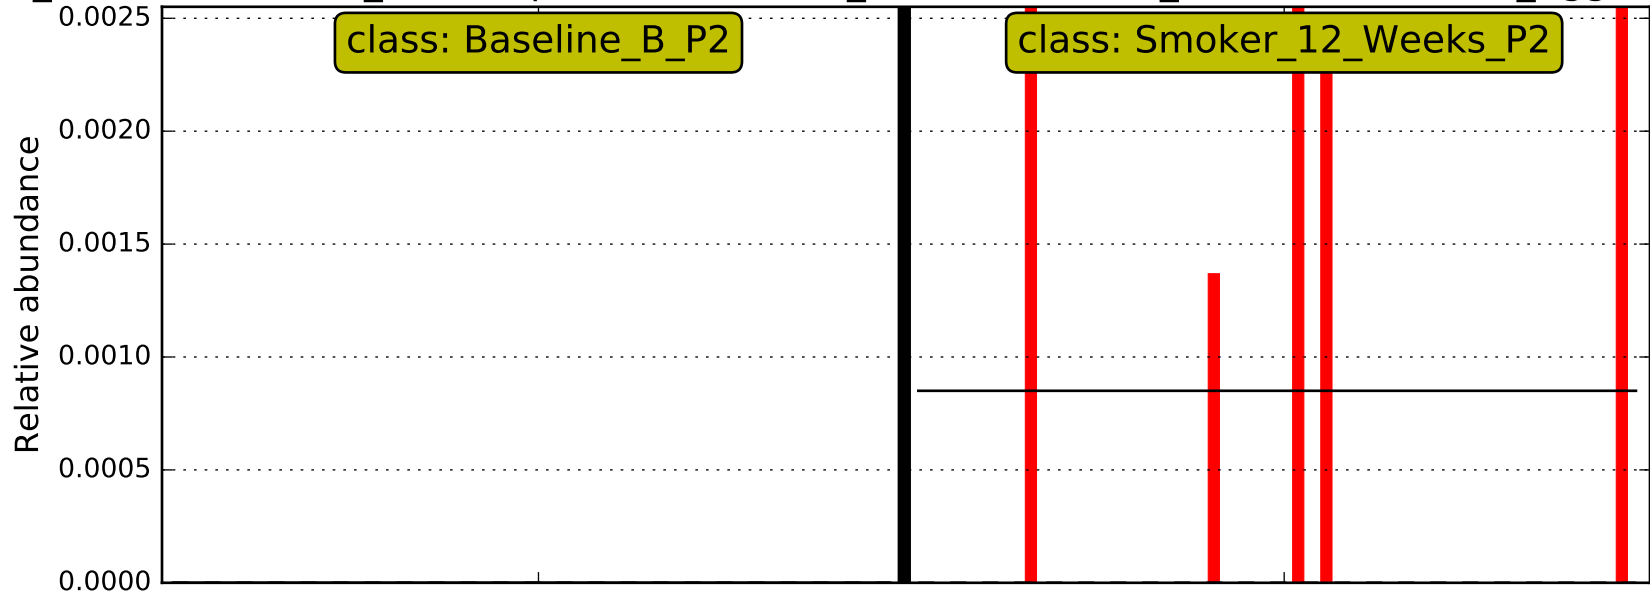 0.0025
class: Baseline_B_P2
class: Smoker_12_Weeks_P2
0.0020
0.0015
0.0010
0.0005
0.0000
Relative abundance